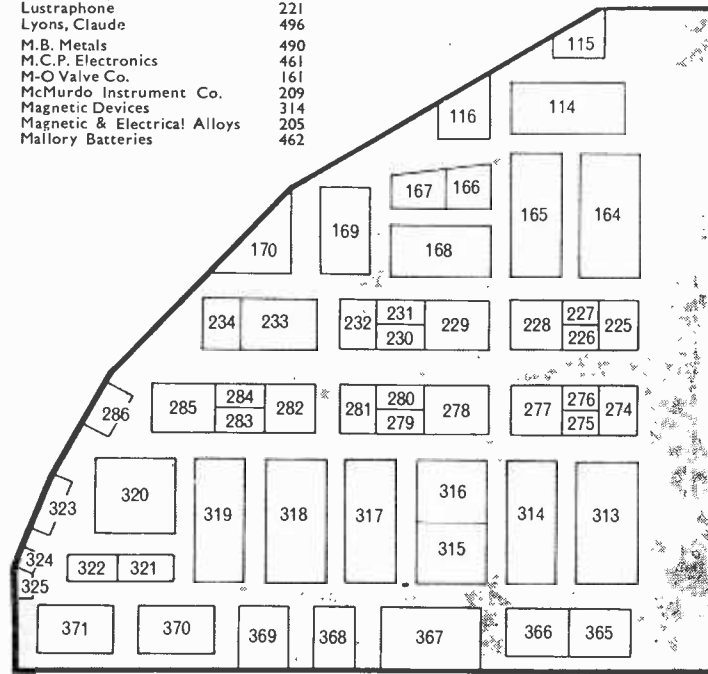 Lustraphone 221
Lyons, Claude 496
M.B. Metals 490
M.C.P. Electronics 461
M-O Valve Co. 161
McMurdo Instrument Co. 209
Magnetic Devices 314
Magnetic & Electrical Alloys 205
Mallory Batteries 462
115
116 114
167 166
165 164
170 169 168
234 233 232 231 229 228 227 225
230 226
286 285 284 282 281 280 278 277 276 274
283 279 275
323 320 319 318 317 316 314 313
315
324 322 321
325
371 370 369 368 367 366 365